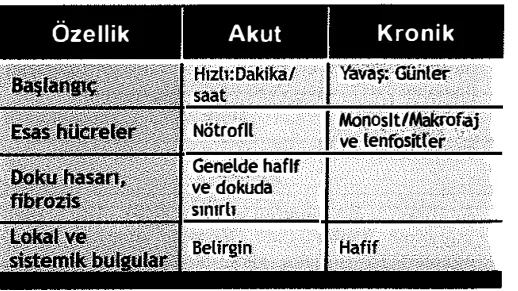 Özellik Akut Kronik
Başlangıç Hızlı:Dakika/ Yavaş: Günler
saat
Esas hücreler Nötrofil Monosit/Makrofaj
ve lenfositler
Doku hasarı, Genelde hafif
fibrozis ve dokuda
sınırlı
Lokal ve Belirgin Hafif
sistemik bulgular